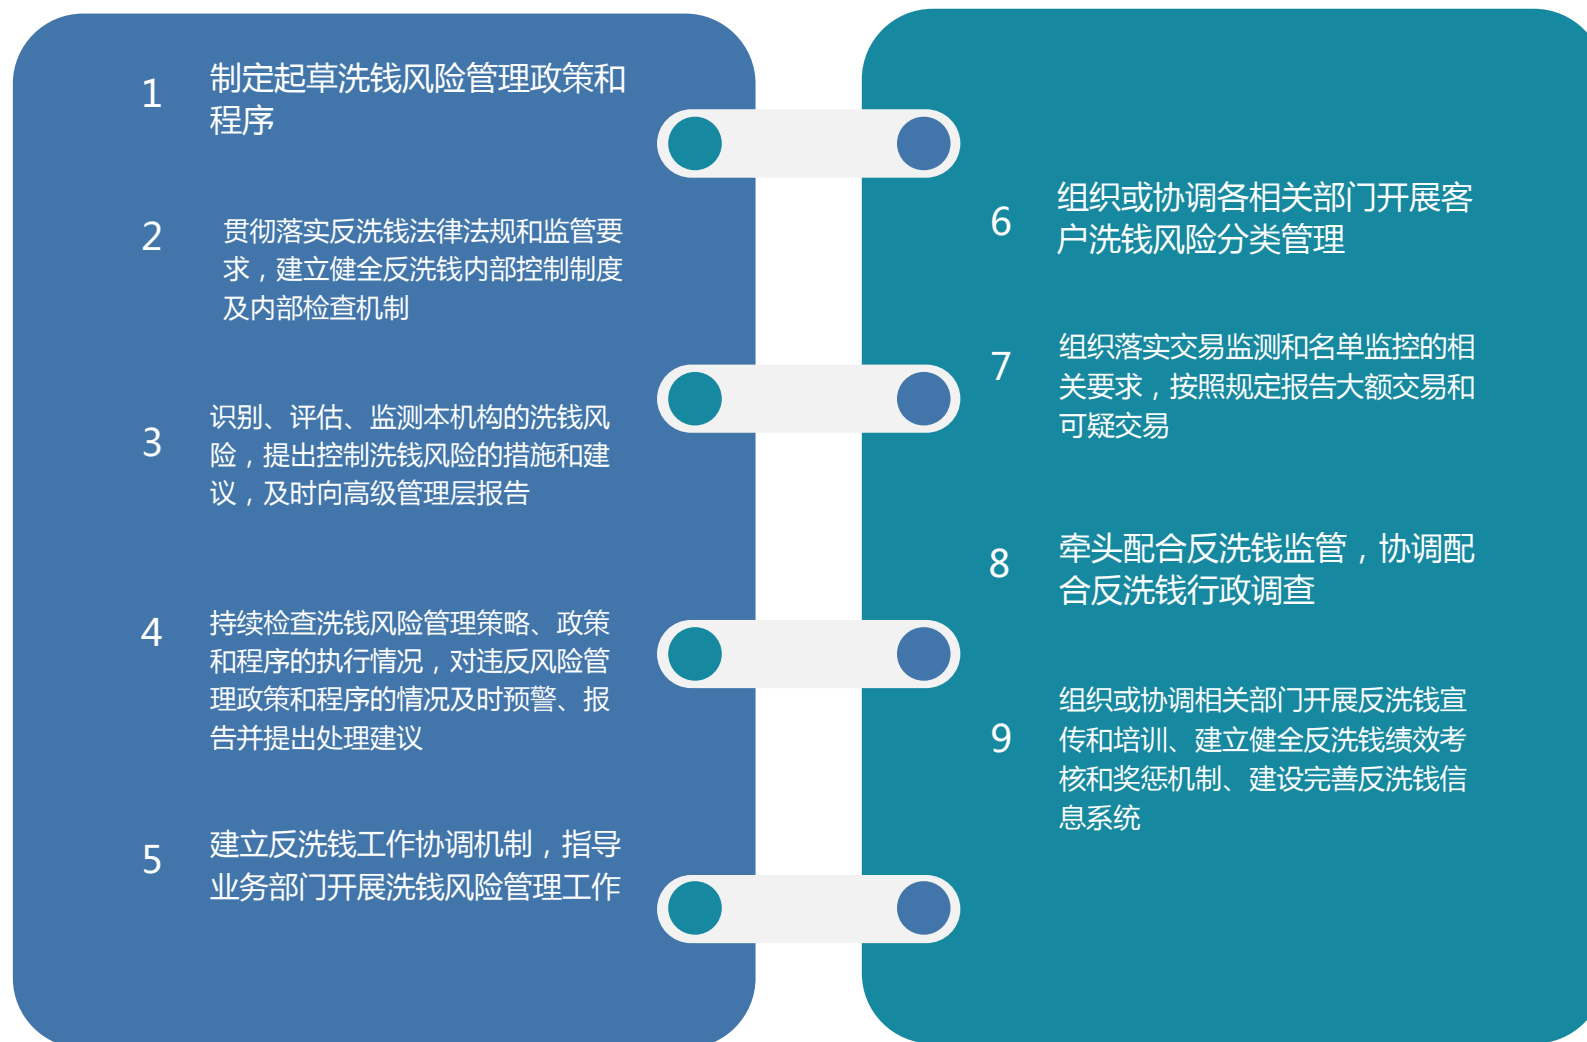 1
制定起草洗钱风险管理政策和
程序
2
贯彻落实反洗钱法律法规和监管要
求，建立健全反洗钱内部控制制度
及内部检查机制
3
识别、评估、监测本机构的洗钱风
险，提出控制洗钱风险的措施和建
议，及时向高级管理层报告
4
持续检查洗钱风险管理策略、政策
和程序的执行情况，对违反风险管
理政策和程序的情况及时预警、报
告并提出处理建议
5
建立反洗钱工作协调机制，指导
业务部门开展洗钱风险管理工作
6
组织或协调各相关部门开展客
户洗钱风险分类管理
7
组织落实交易监测和名单监控的相
关要求，按照规定报告大额交易和
可疑交易
8
牵头配合反洗钱监管，协调配
合反洗钱行政调查
9
组织或协调相关部门开展反洗钱宣
传和培训、建立健全反洗钱绩效考
核和奖惩机制、建设完善反洗钱信
息系统